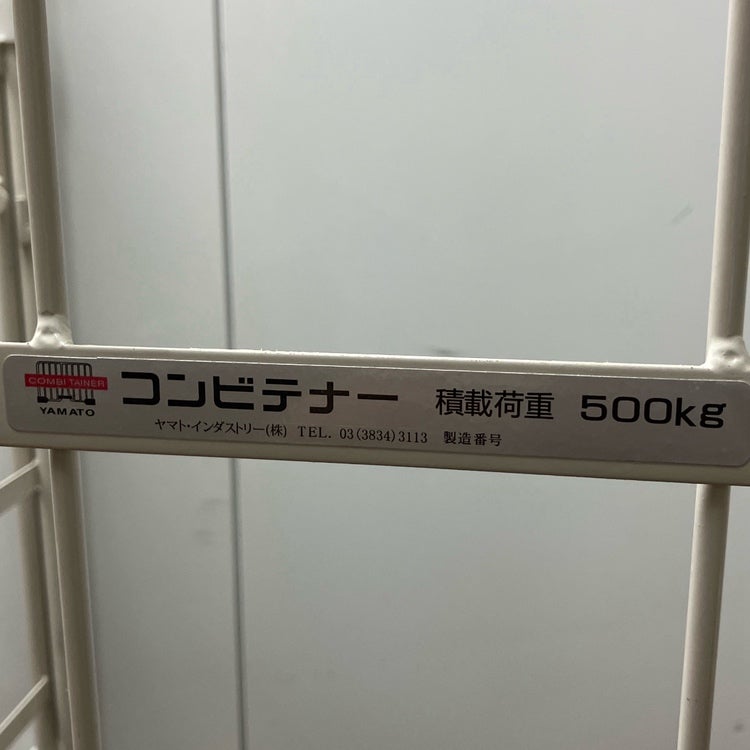 COMBI TAINER
YAMATO
コンビテナー 積載荷重 500kg
ヤマト・インダストリー(株) TEL. 03(3834)3113 製造番号